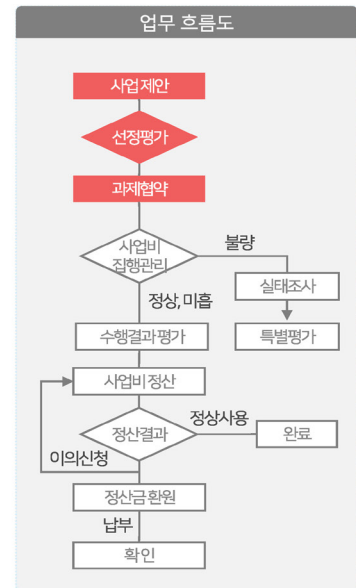 업무 흐름도
사업 제안
선정평가
과제협약
사업비
집행관리
불량
실태조사
정상, 미흡
특별평가
수행결과 평가
사업비 정산
정산결과
정상사용
완료
이의신청
정산금 환원
납부
확인